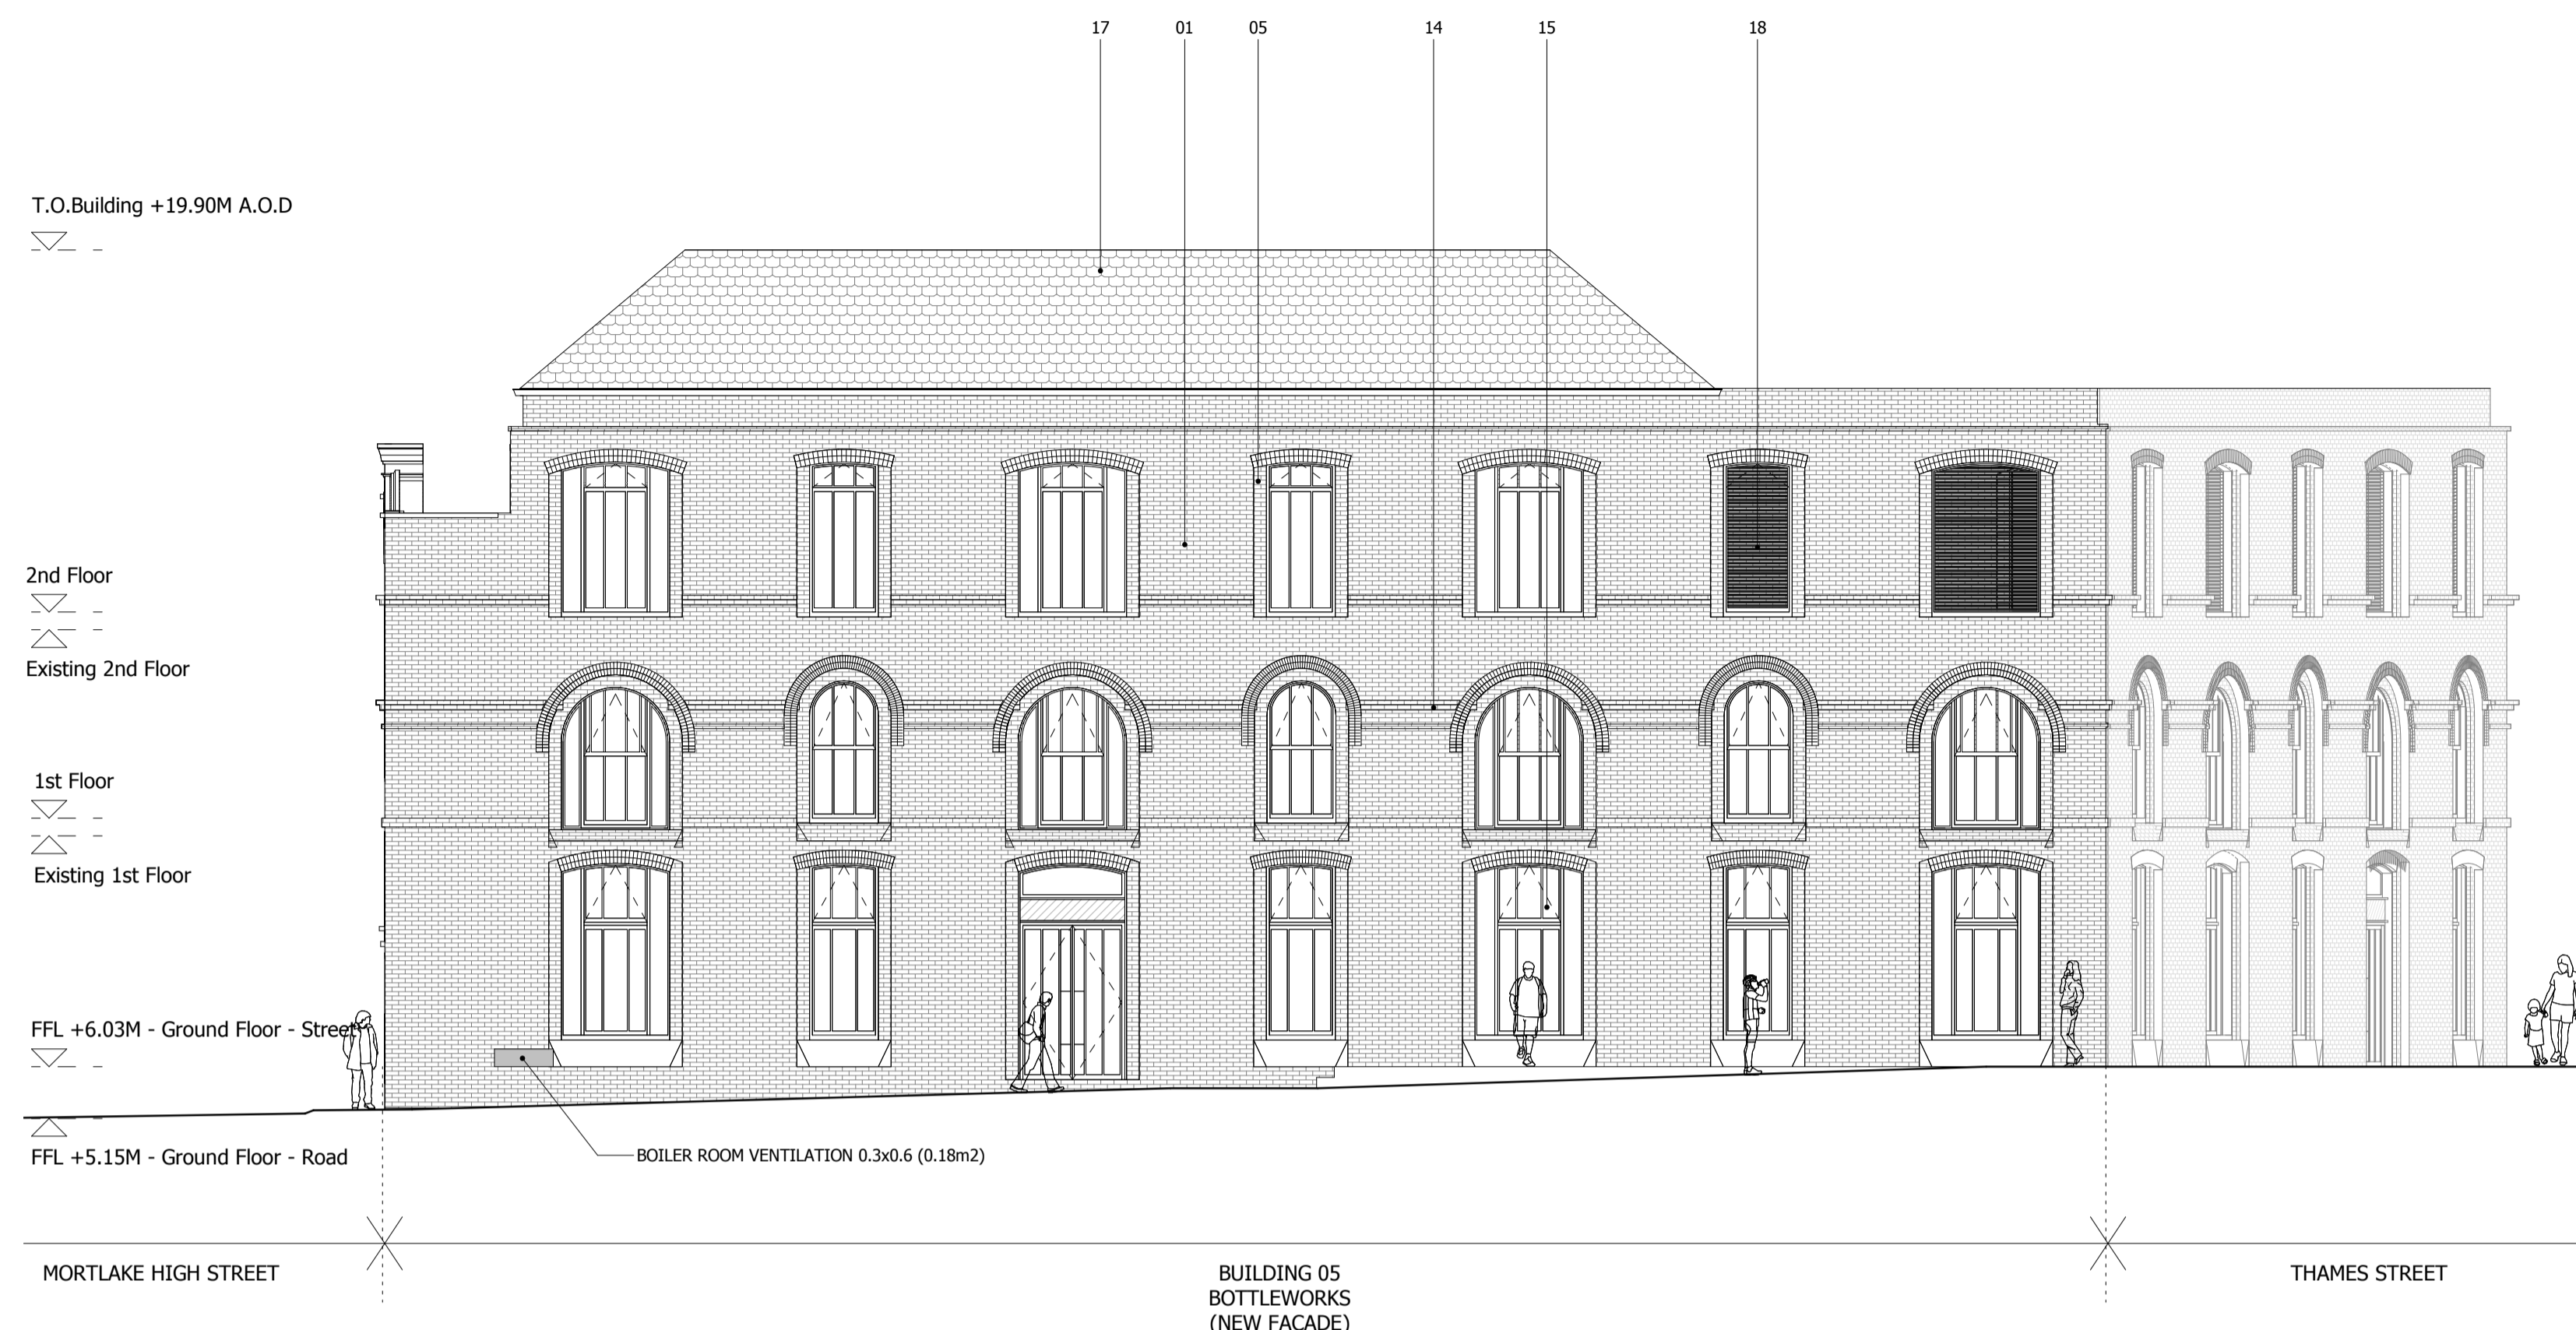 17 01 05 14 15 18
T.O.Building +19.90M A.O.D
2nd Floor
Existing 2nd Floor
1st Floor
Existing 1st Floor
FFL +6.03M - Ground Floor - Street
FFL +5.15M - Ground Floor - Road
BOILER ROOM VENTILATION 0.3x0.6 (0.18m2)
MORTLAKE HIGH STREET
BUILDING 05
BOTTLEWORKS
(NEW FACADE)
THAMES STREET